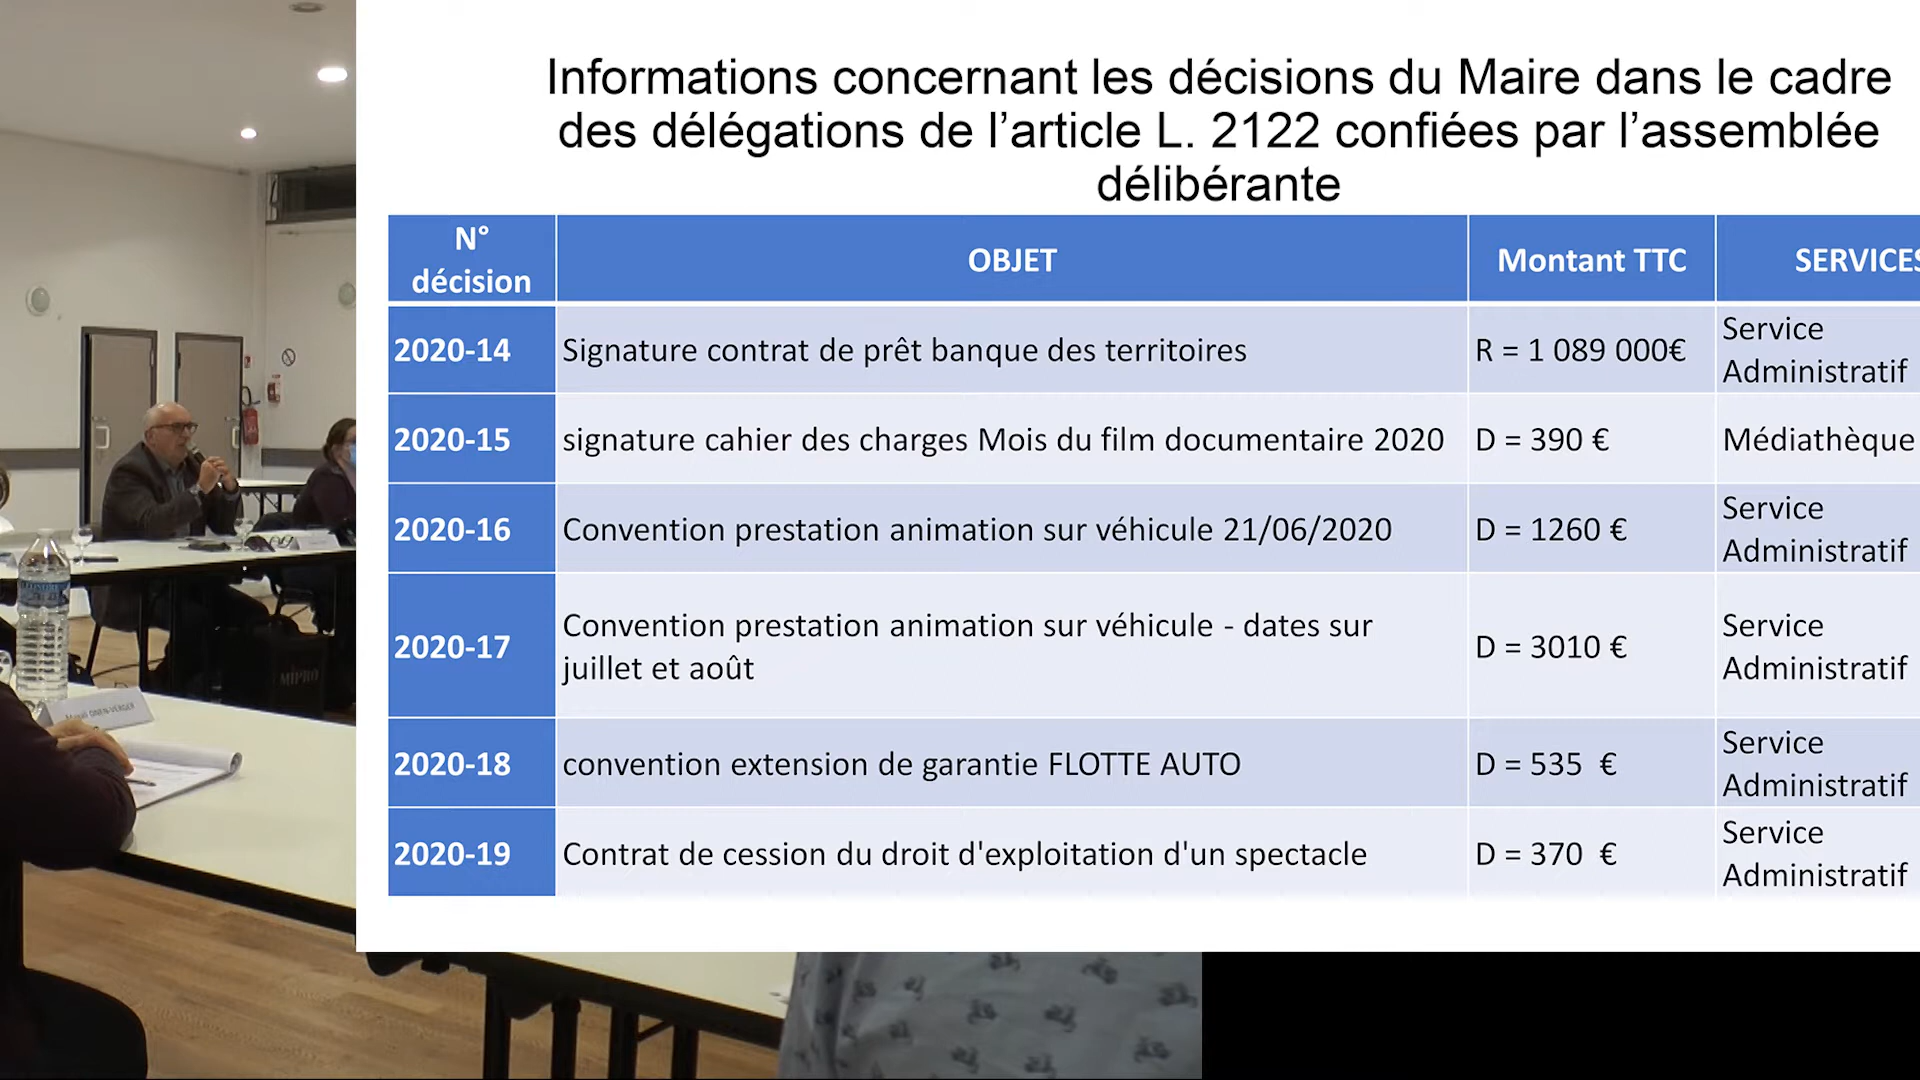 Informations concernant les décisions du Maire dans le cadre
des délégations de l’article L. 2122 confiées par l’assemblée
délibérante
N°
décision
OBJET
Montant TTC
SERVICES
2020-14
Signature contrat de prêt banque des territoires
R = 1 089 000€
Service
Administratif
2020-15
signature cahier des charges Mois du film documentaire 2020
D = 390 €
Médiathèque
2020-16
Convention prestation animation sur véhicule 21/06/2020
D = 1260 €
Service
Administratif
2020-17
Convention prestation animation sur véhicule - dates sur
juillet et août
D = 3010 €
Service
Administratif
2020-18
convention extension de garantie FLOTTE AUTO
D = 535 €
Service
Administratif
2020-19
Contrat de cession du droit d'exploitation d'un spectacle
D = 370 €
Service
Administratif
MIPRO